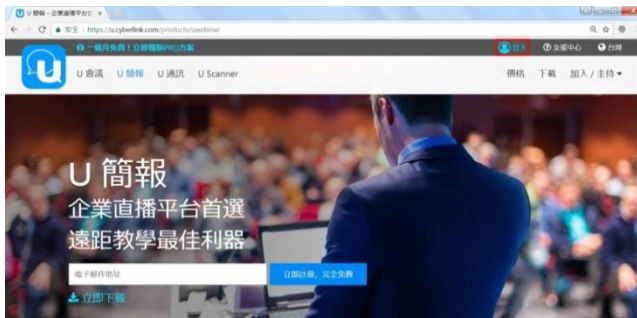 U 簡報 - 企業直播平台首
安全 | https://u.cyberlink.com/products/uwebinar
一個月免費！立即體驗PRO方案
登入
支援中心
台灣
U
U 會議 U 簡報 U 通訊 U Scanner
價格 下載 加入 / 主持
U 簡報
企業直播平台首選
遠距教學最佳利器
電子郵件地址
立即註冊，完全免費
立即下載